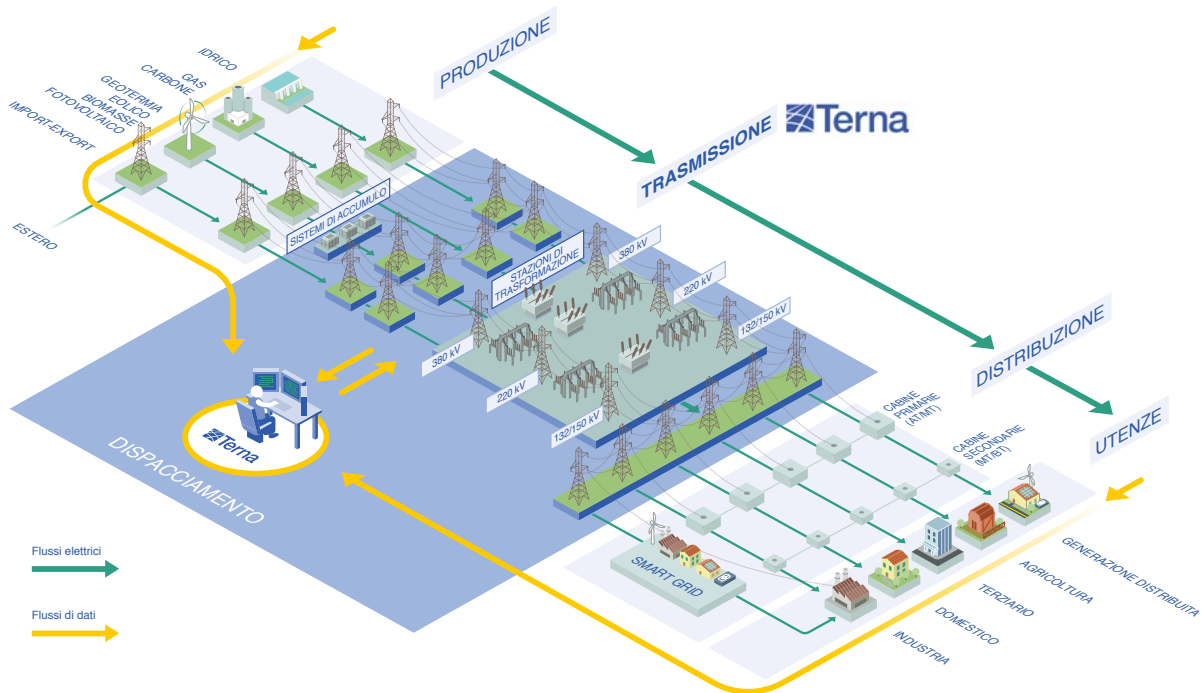 PRODUZIONE
TRASMISSIONE
Terna
DISTRIBUZIONE
UTENZE
IDRICO
GAS
CARBONE
GEOTERMIA
EOLICO
BIOMASSE
FOTOVOLTAICO
IMPORT-EXPORT
ESTERO
SISTEMI DI ACCUMULO
STAZIONI DI
TRASFORMAZIONE
380 kV
220 kV
132/150 kV
380 kV
220 kV
132/150 kV
CABINE
PRIMARIE
(AT/MT)
CABINE
SECONDARIE
(MT/BT)
Terna
DISPACCIAMENTO
SMART GRID
GENERAZIONE DISTRIBUITA
AGRICOLTURA
TERZIARIO
DOMESTICO
INDUSTRIA
Flussi elettrici
Flussi di dati